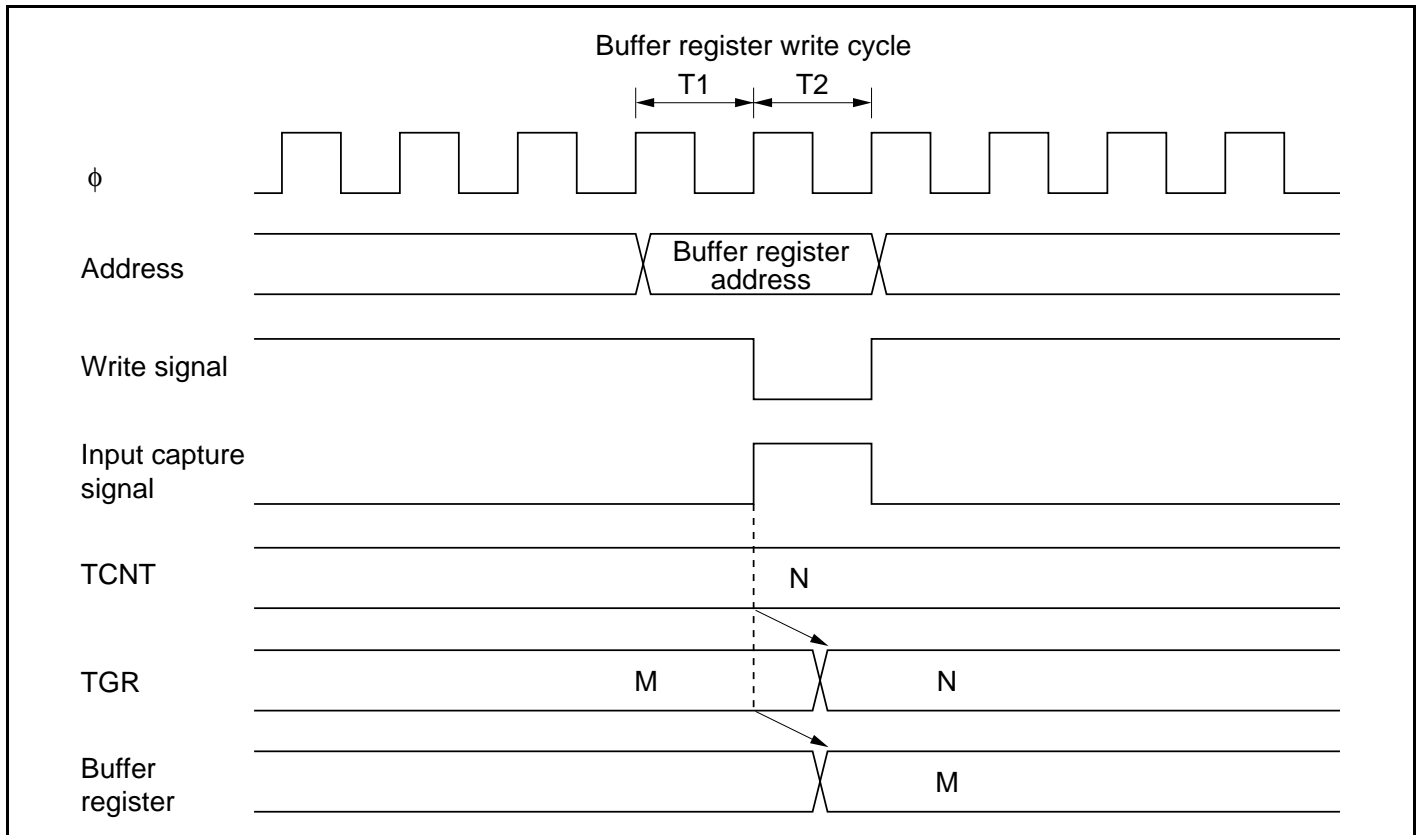 Buffer register write cycle
T1 T2
ϕ
Address
Buffer register
address
Write signal
Input capture
signal
TCNT
N
TGR
M N
Buffer
register
M